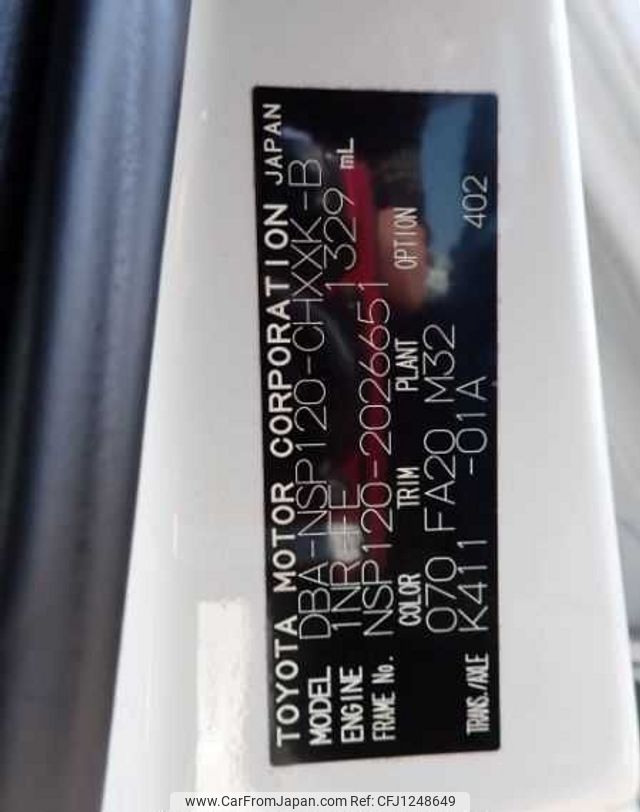 TOYOTA MOTOR CORPORATION JAPAN
MODEL DBA-NSP120-CHXXK-B
ENGINE 1NR-FE 1329 mL
FRAME No. NSP120-2026651
COLOR TRIM PLANT OPTION
070 FA20 M32
TRANS./AXLE K411 -01A 402
www.CarFromJapan.com Ref: CFJ1248649